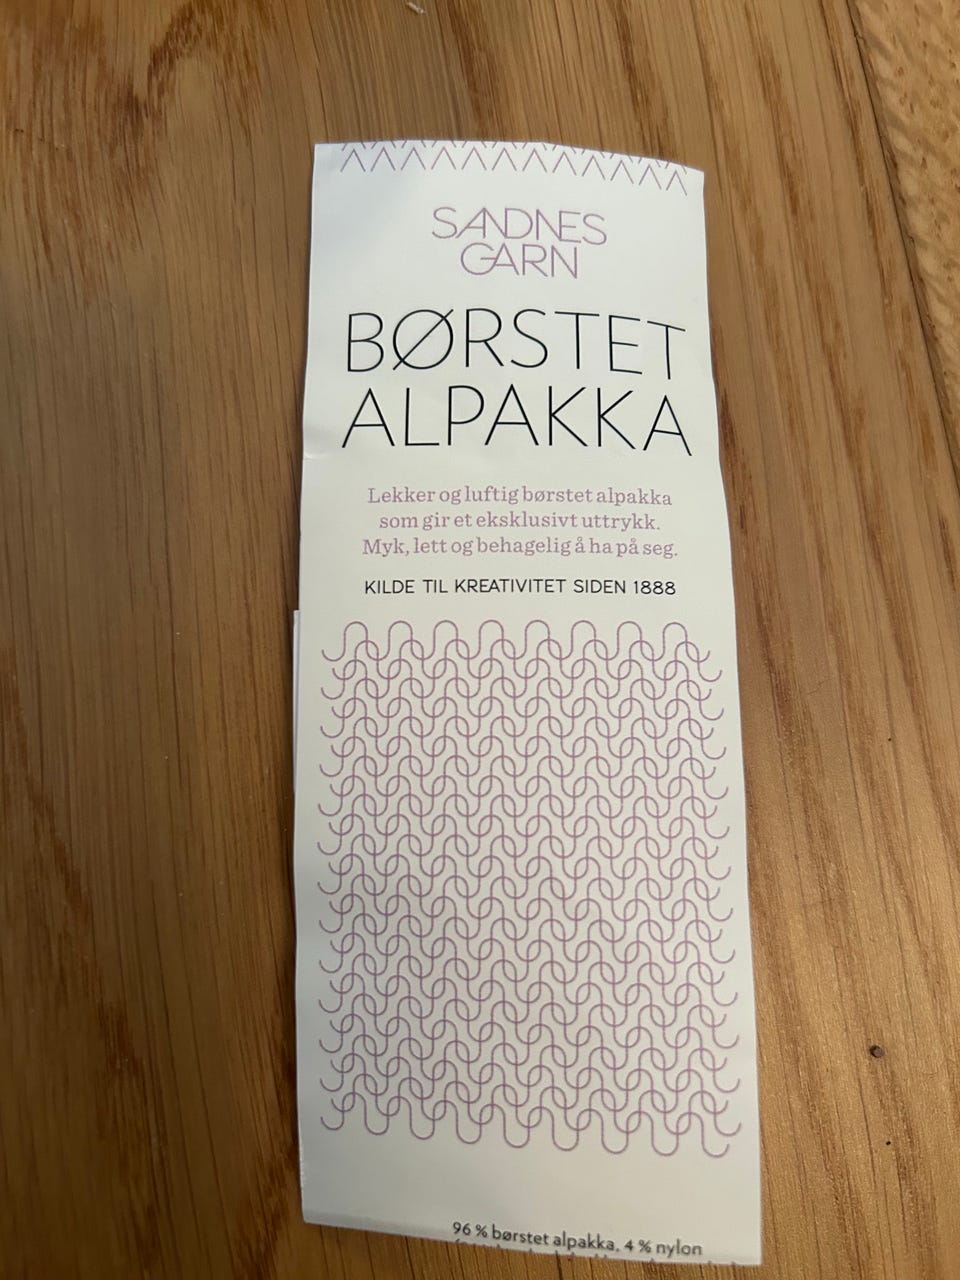 SANDNES
GARN
BØRSTET
ALPAKKA
Lekker og luftig børstet alpakka
som gir et eksklusivt uttrykk.
Myk, lett og behagelig å ha på seg.
KILDE TIL KREATIVITET SIDEN 1888
96 % børstet alpakka, 4 % nylon